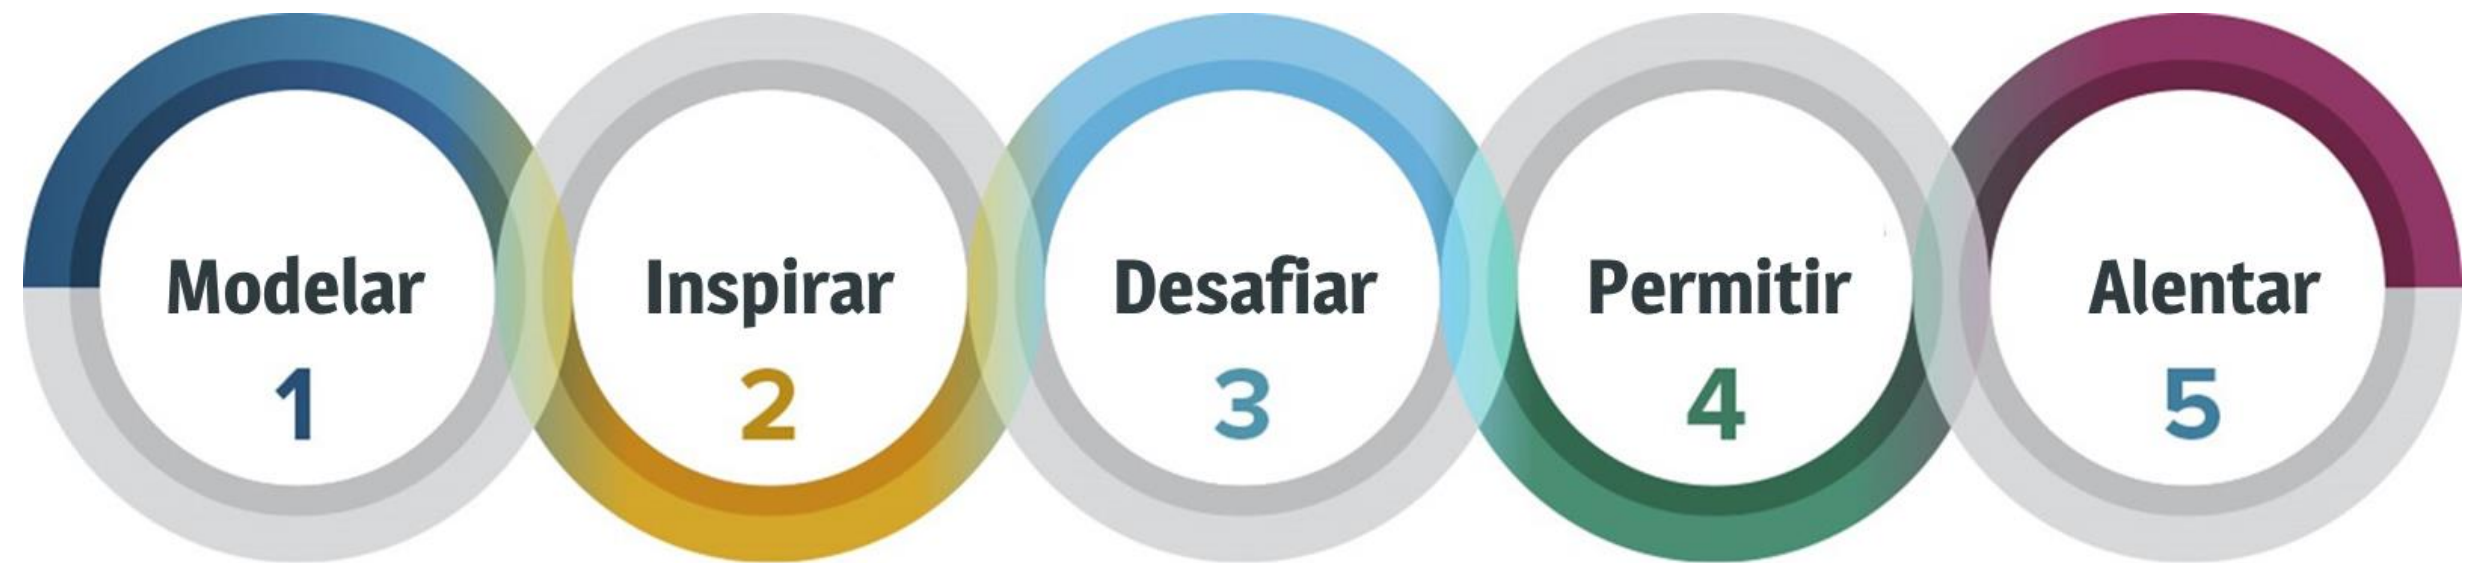 Modelar
1
Inspirar
2
Desafiar
3
Permitir
4
Alentar
5